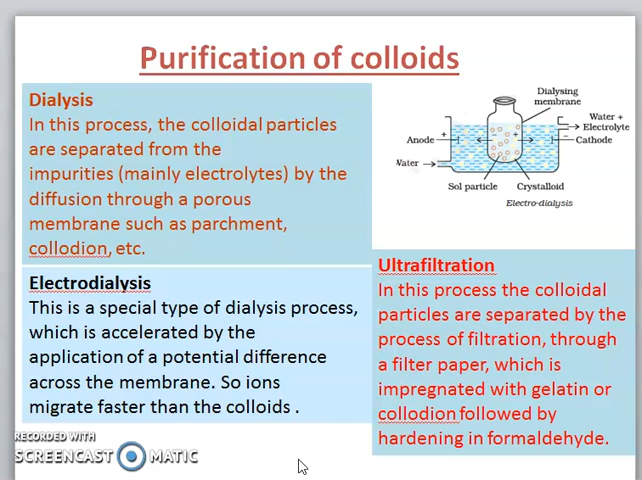 Purification of colloids
Dialysis
In this process, the colloidal particles
are separated from the
impurities (mainly electrolytes) by the
diffusion through a porous
membrane such as parchment,
collodion, etc.
Electrodialysis
This is a special type of dialysis process,
which is accelerated by the
application of a potential difference
across the membrane. So ions
migrate faster than the colloids .
Dialysing
membrane
Water +
Electrolyte
Anode
+
−
Cathode
Water
Sol particle
Crystalloid
Electro-dialysis
Ultrafiltration
In this process the colloidal
particles are separated by the
process of filtration, through
a filter paper, which is
impregnated with gelatin or
collodion followed by
hardening in formaldehyde.
RECORDED WITH
SCREENCAST MATIC